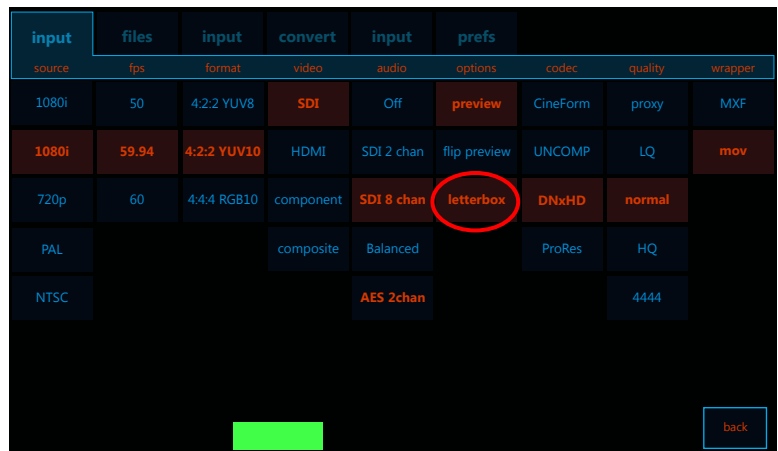 input files input convert input prefs
source fps format video audio options codec quality wrapper
1080i 50 4:2:2 YUV8 SDI Off preview CineForm proxy MXF
1080i 59.94 4:2:2 YUV10 HDMI SDI 2 chan flip preview UNCOMP LQ mov
720p 60 4:4:4 RGB10 component SDI 8 chan letterbox DNxHD normal
PAL composite Balanced ProRes HQ
NTSC AES 2chan 4444
back